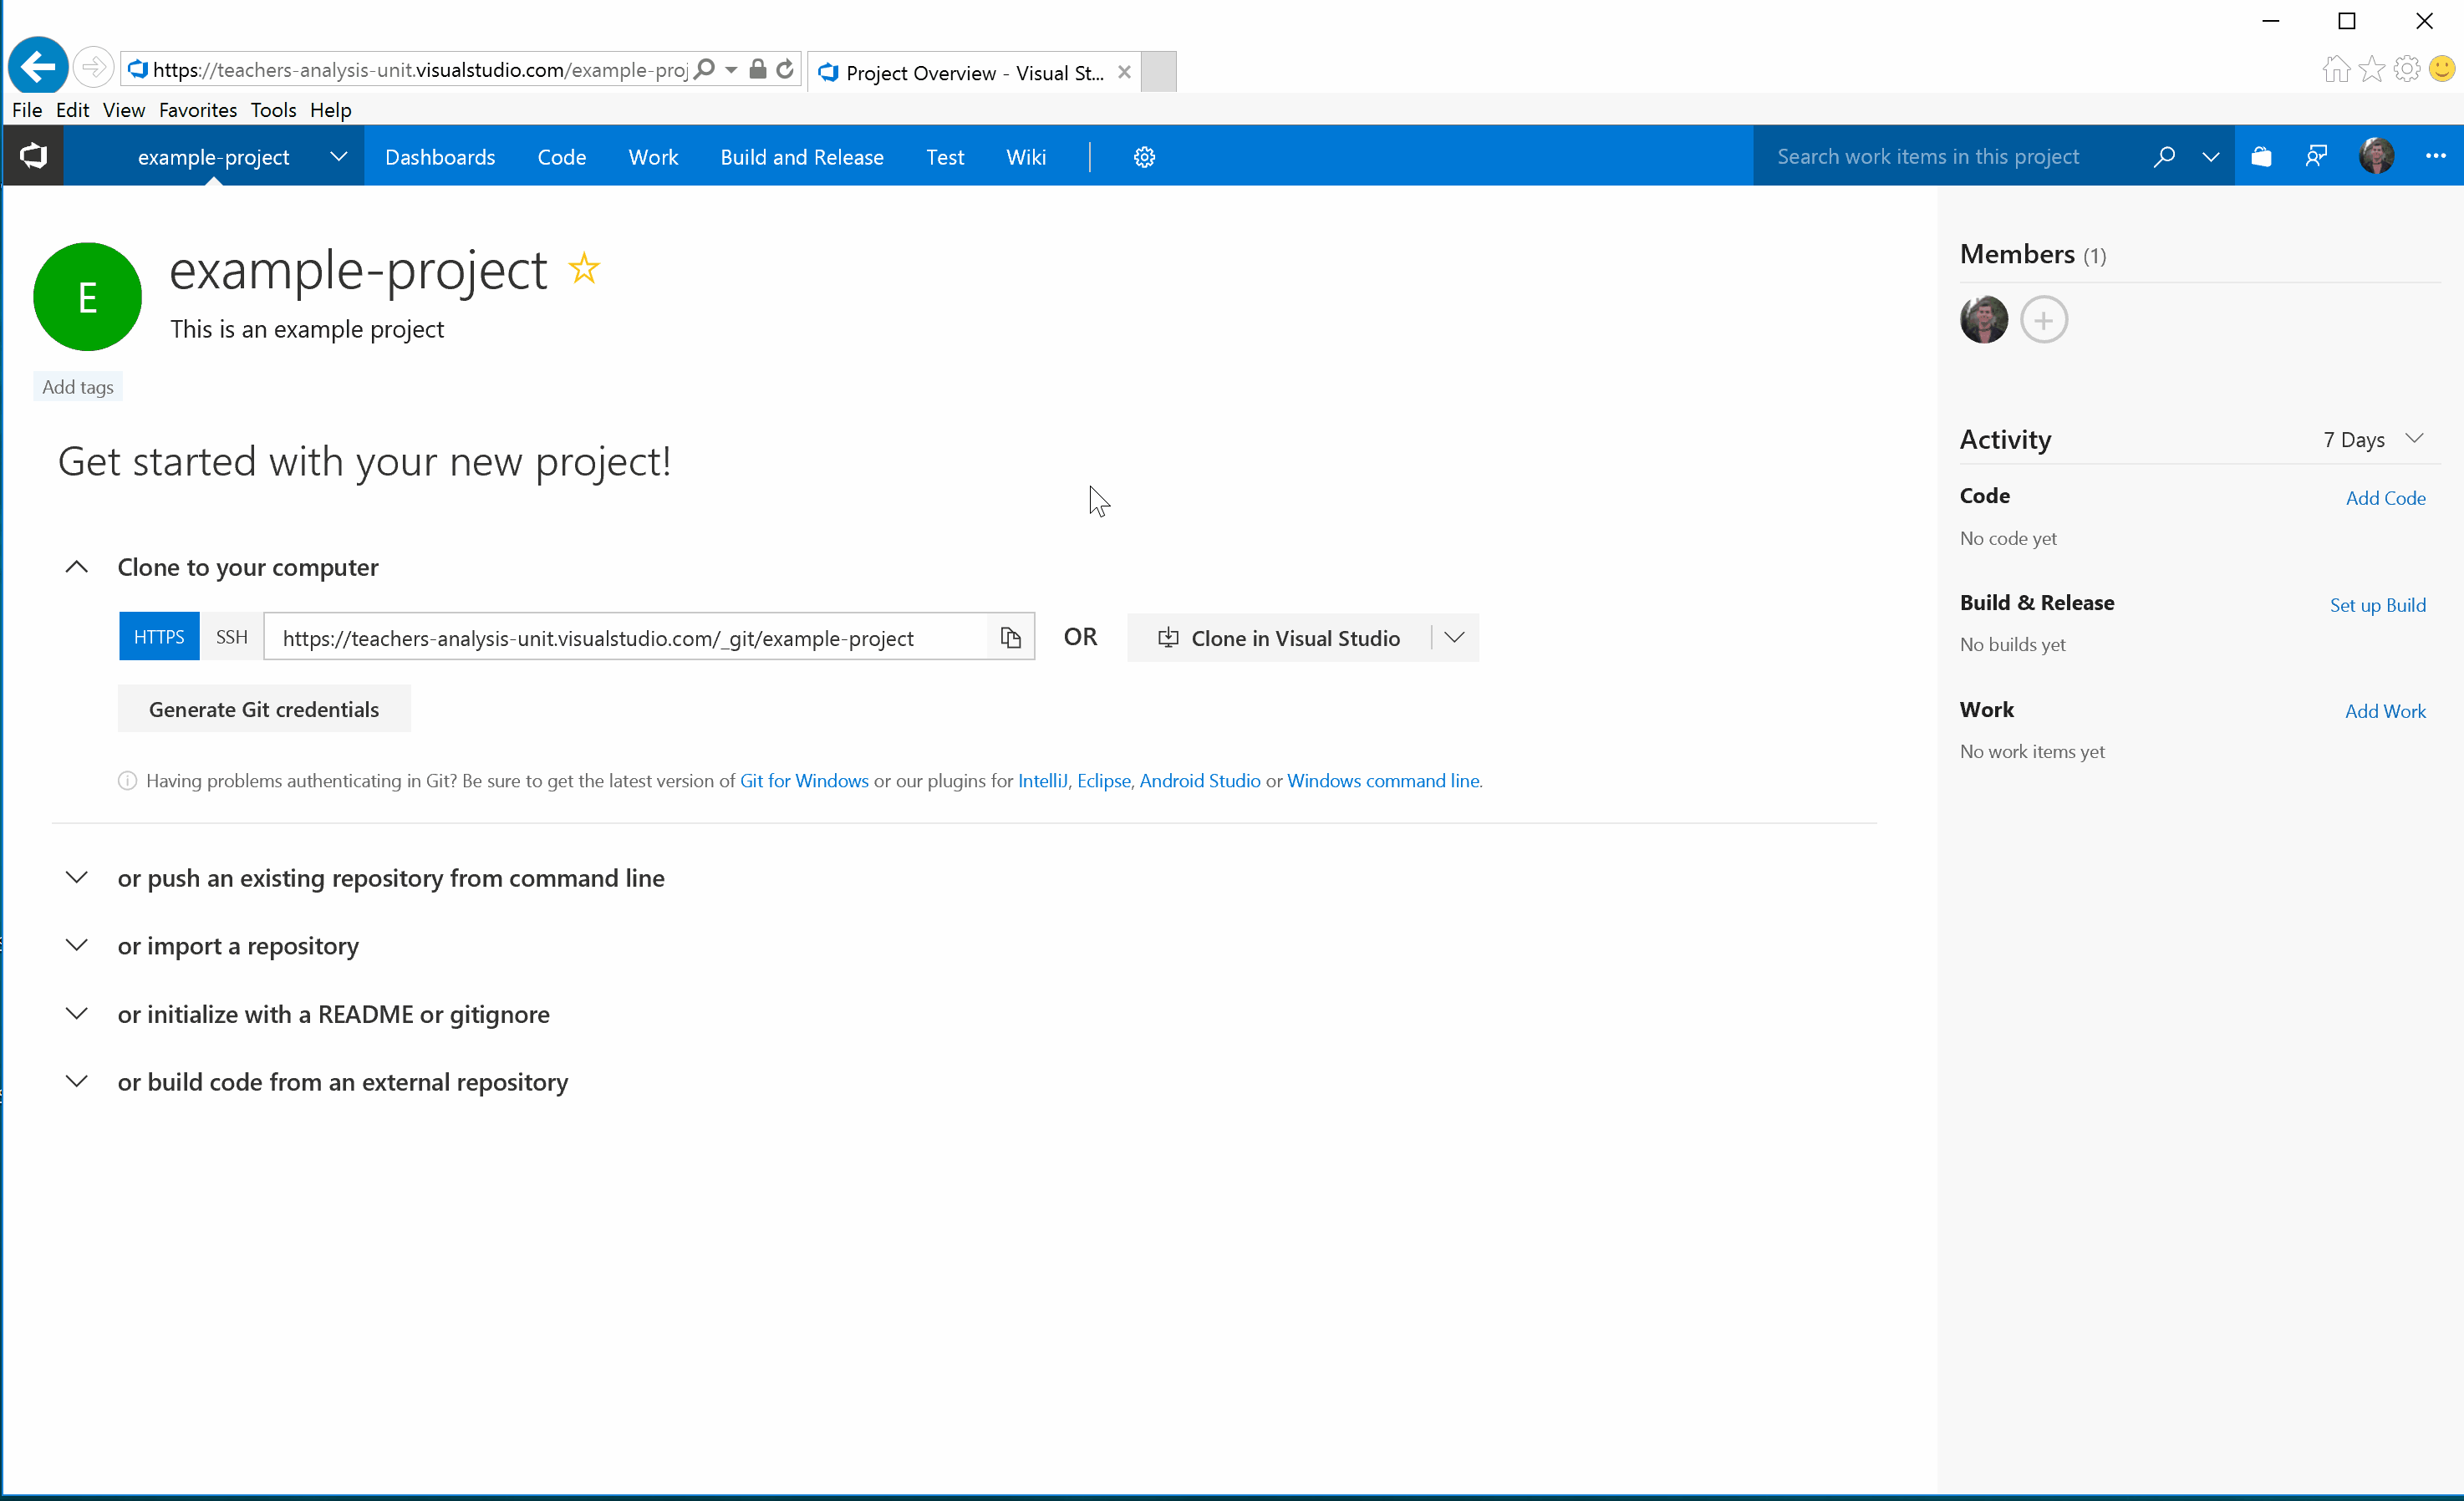 https://teachers-analysis-unit.visualstudio.com/example-proj
Project Overview - Visual St...
File Edit View Favorites Tools Help
example-project Dashboards Code Work Build and Release Test Wiki Search work items in this project
E
example-project
This is an example project
Add tags
Get started with your new project!
Clone to your computer
HTTPS SSH https://teachers-analysis-unit.visualstudio.com/_git/example-project OR Clone in Visual Studio
Generate Git credentials
Having problems authenticating in Git? Be sure to get the latest version of Git for Windows or our plugins for IntelliJ, Eclipse, Android Studio or Windows command line.
or push an existing repository from command line
or import a repository
or initialize with a README or gitignore
or build code from an external repository
Members (1)
Activity 7 Days
Code Add Code
No code yet
Build & Release Set up Build
No builds yet
Work Add Work
No work items yet